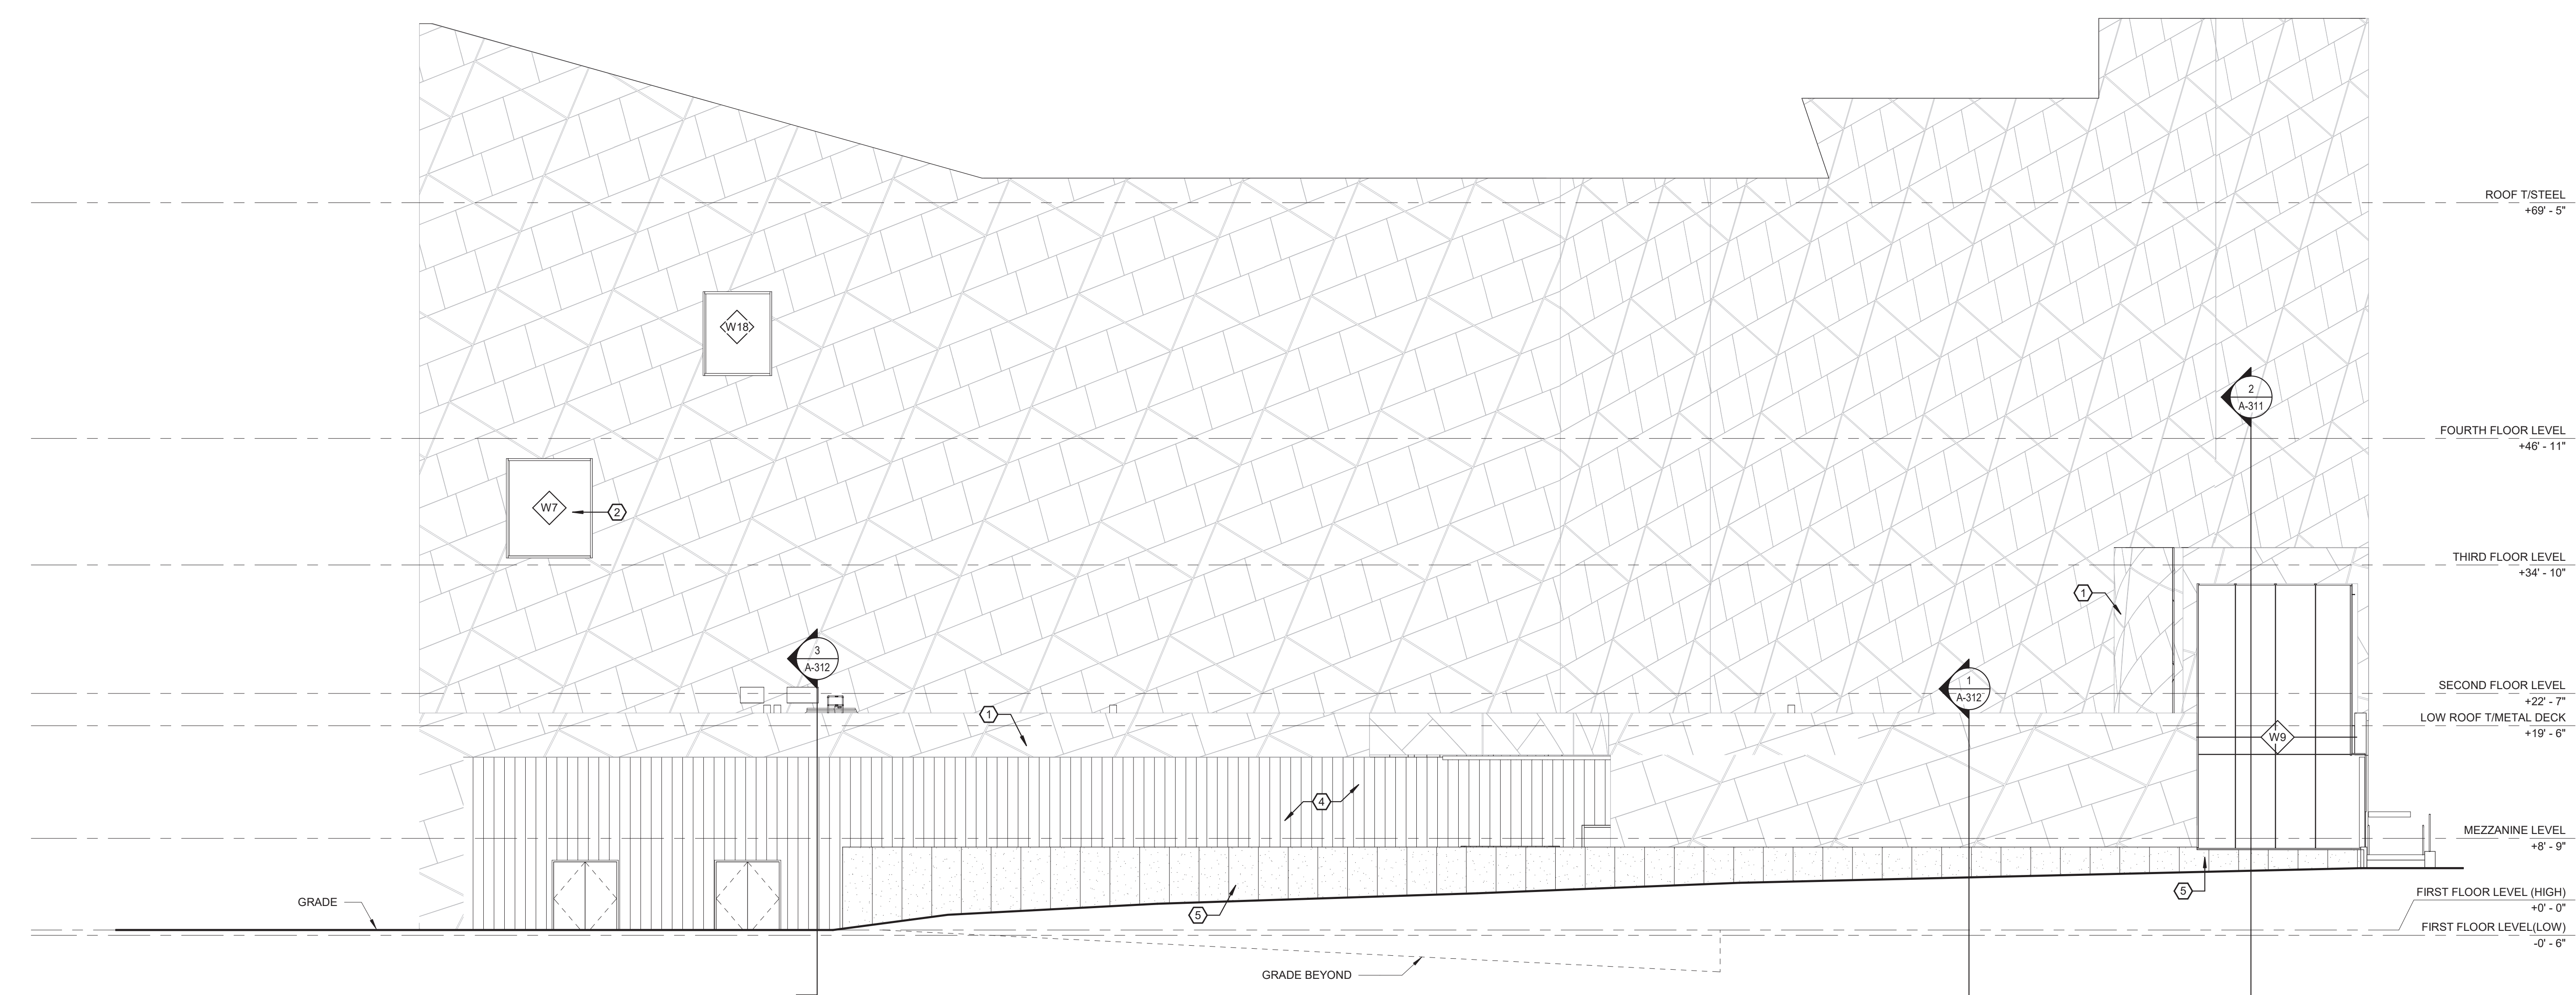 ROOF T/STEEL
+69' - 5"
W18
2
A-311
FOURTH FLOOR LEVEL
+46' - 11"
W7
2
THIRD FLOOR LEVEL
+34' - 10"
1
3
A-312
1
A-312
SECOND FLOOR LEVEL
+22' - 7"
1
LOW ROOF T/METAL DECK
+19' - 6"
W9
4
MEZZANINE LEVEL
+8' - 9"
GRADE
5
5
FIRST FLOOR LEVEL (HIGH)
+0' - 0"
FIRST FLOOR LEVEL(LOW)
-0' - 6"
GRADE BEYOND